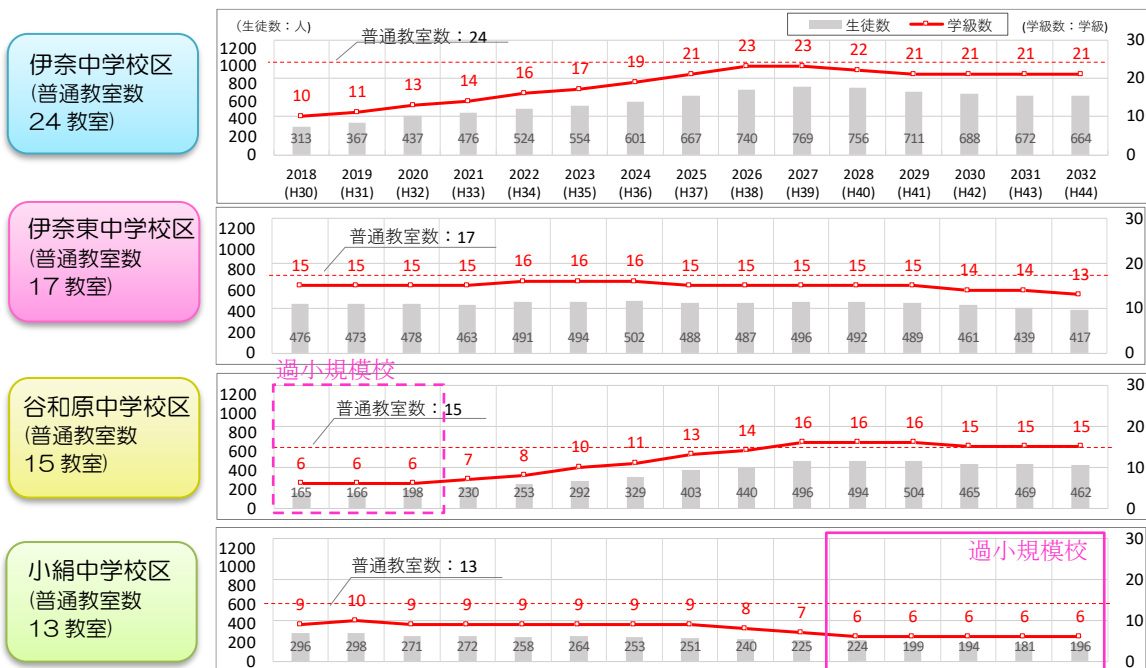 伊奈中学校区
(普通教室数
24 教室)
（生徒数：人）
生徒数
学級数
(学級数：学級)
普通教室数：24
1200
1000
800
600
400
200
0
30
20
10
0
10 11 13 14 16 17 19 21 23 23 22 21 21 21 21
313 367 437 476 524 554 601 667 740 769 756 711 688 672 664
2018 2019 2020 2021 2022 2023 2024 2025 2026 2027 2028 2029 2030 2031 2032
(H30) (H31) (H32) (H33) (H34) (H35) (H36) (H37) (H38) (H39) (H40) (H41) (H42) (H43) (H44)
伊奈東中学校区
(普通教室数
17 教室)
普通教室数：17
1200
1000
800
600
400
200
0
30
20
10
0
15 15 15 15 16 16 16 15 15 15 15 15 14 14 13
476 473 478 463 491 494 502 488 487 496 492 489 461 439 417
谷和原中学校区
(普通教室数
15 教室)
過小規模校
普通教室数：15
1200
1000
800
600
400
200
0
30
20
10
0
6 6 6 7 8 10 11 13 14 16 16 16 15 15 15
165 166 198 230 253 292 329 403 440 496 494 504 465 469 462
小絹中学校区
(普通教室数
13 教室)
普通教室数：13
過小規模校
1200
1000
800
600
400
200
0
30
20
10
0
9 10 9 9 9 9 9 9 8 7 6 6 6 6 6
296 298 271 272 258 264 253 251 240 225 224 199 194 181 196